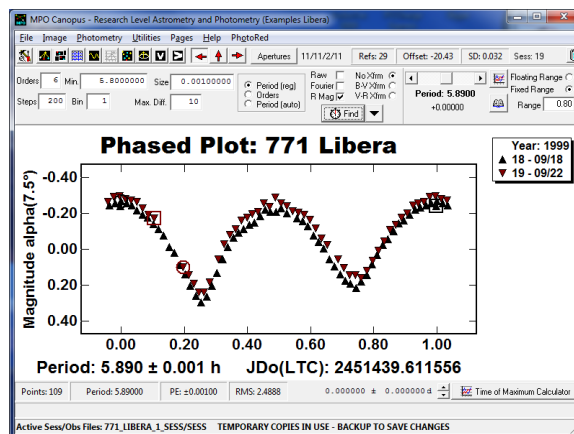 MPO Canopus - Research Level Astrometry and Photometry (Examples Libera)
File Image Photometry Utilities Pages Help PhotoRed
Apertures 11/11/2/11 Refs: 29 Offset: -20.43 SD: 0.032 Sess: 19
Orders 6 Min. 5.8000000 Size 0.00100000
Steps 200 Bin 1 Max. Diff. 10
Period (reg)
Orders
Period (auto)
Raw No Xfrm
Fourier B-V Xfrm
R Mag V-R Xfrm
Find
Period: 5.8900
+0.00000
Floating Range
Fixed Range
Range 0.80
Phased Plot: 771 Libera
Year: 1999
18 - 09/18
19 - 09/22
Magnitude alpha(7.5°)
-0.40
-0.20
0.00
0.20
0.40
0.00 0.20 0.40 0.60 0.80 1.00
Period: 5.890 ± 0.001 h JDo(LTC): 2451439.611556
Points: 109 Period: 5.89000 PE: ±0.00100 RMS: 2.4888 0.000000 ± 0.000000 d Time of Maximum Calculator
Active Sess/Obs Files: 771_LIBERA_1_SESS/SESS TEMPORARY COPIES IN USE - BACKUP TO SAVE CHANGES